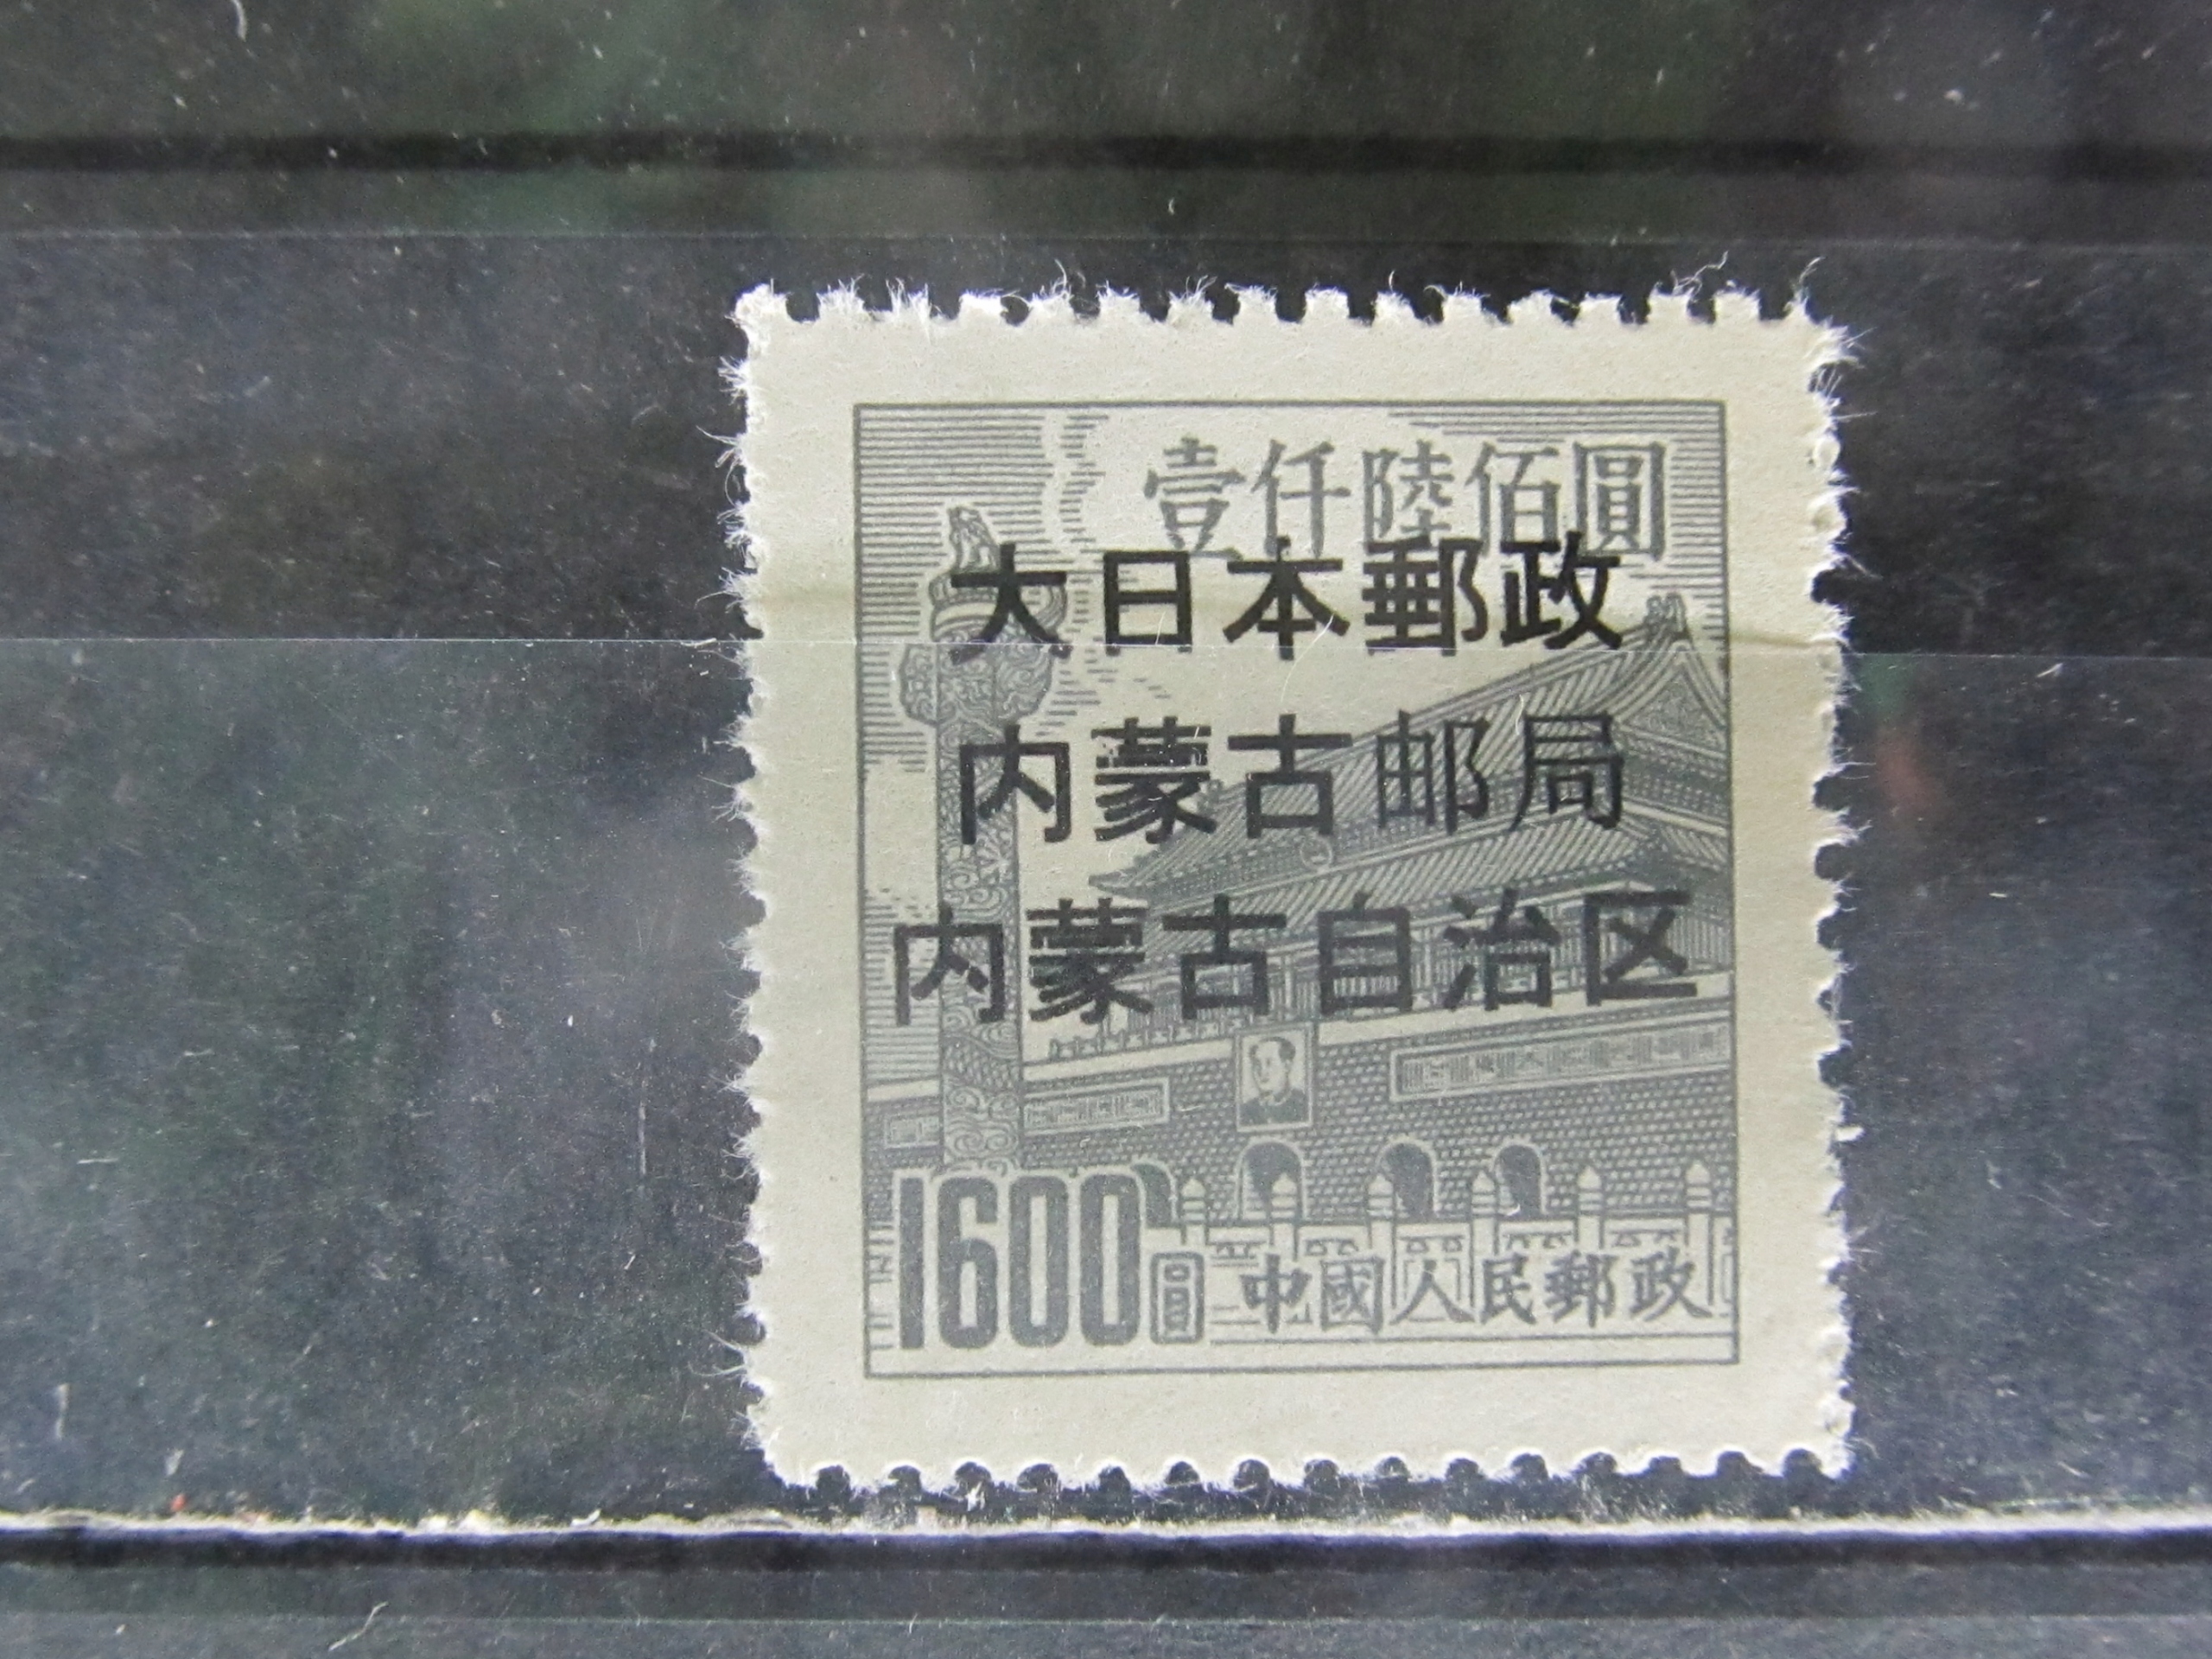 壹仟陸佰圓
大日本郵政
内蒙古邮局
内蒙古自治区
1600圓 中國人民郵政